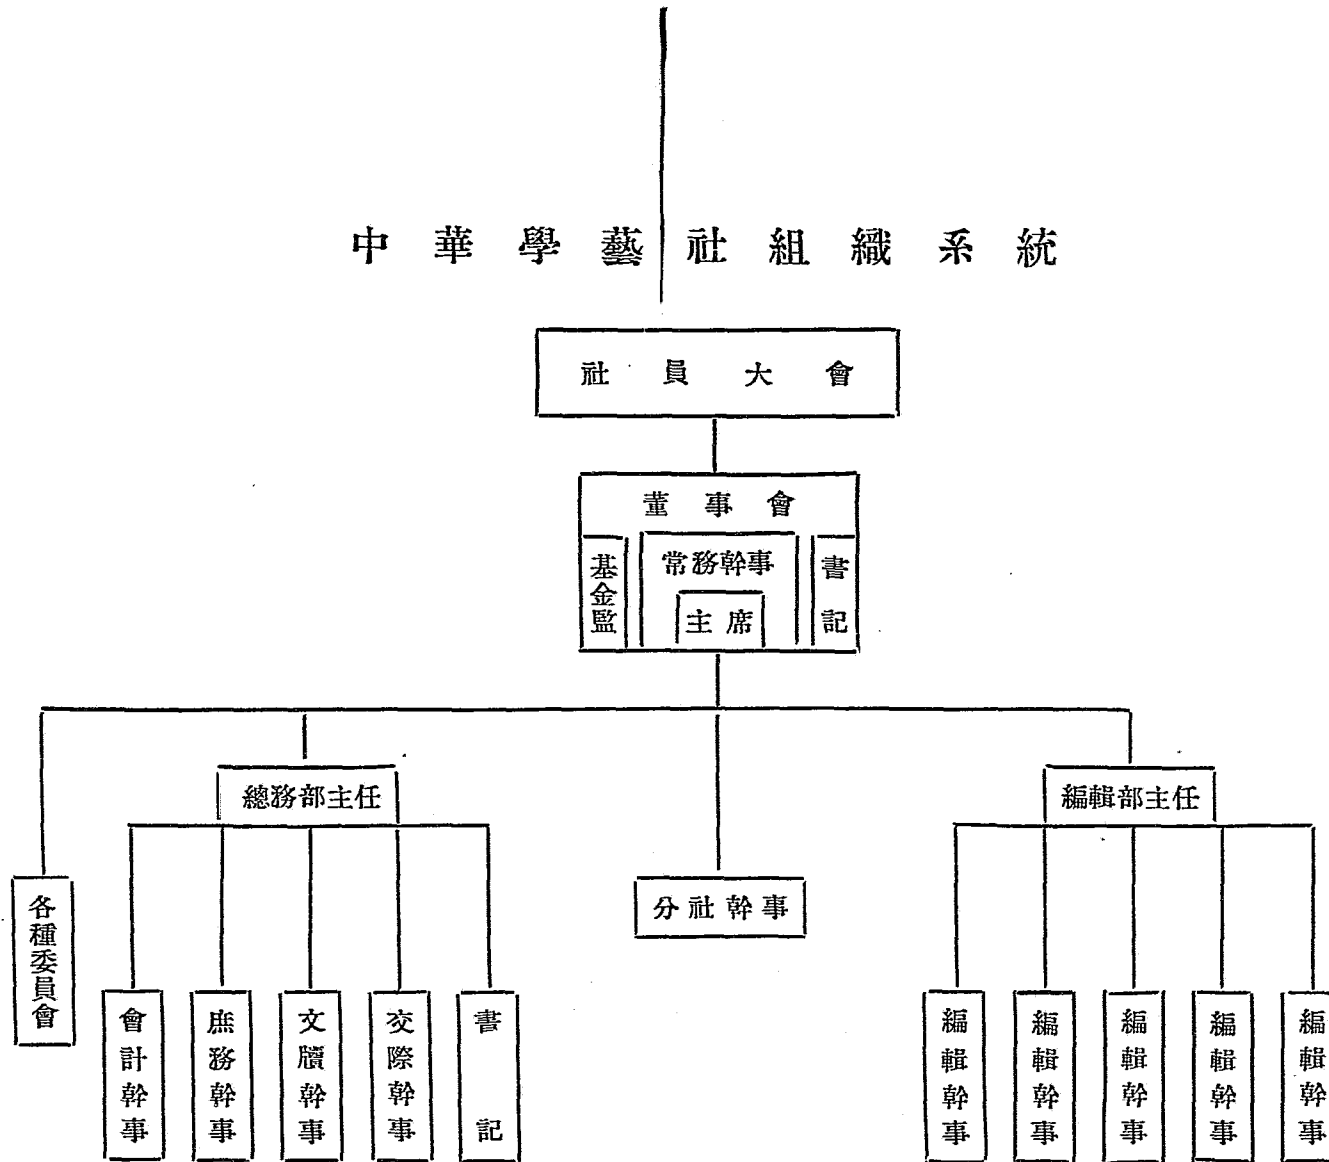 中華學藝社組織系統
社員大會
董事會
基金監
常務幹事
主席
書記
總務部主任
編輯部主任
各種委員會
分社幹事
會計幹事
庶務幹事
文牘幹事
交際幹事
書記
編輯幹事
編輯幹事
編輯幹事
編輯幹事
編輯幹事